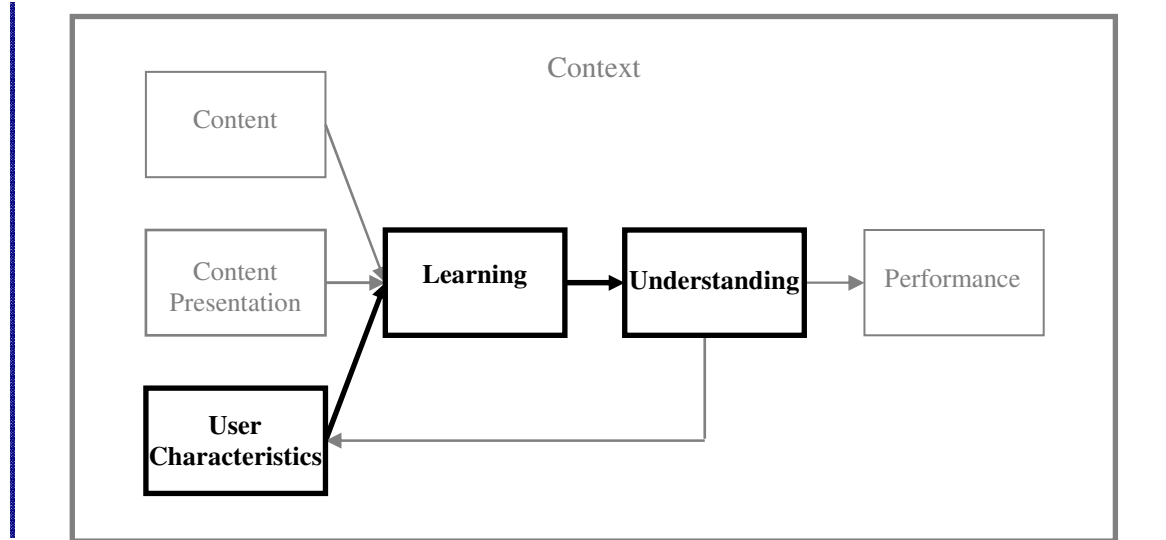 Context
Content
Content
Presentation
Learning
Understanding
Performance
User
Characteristics